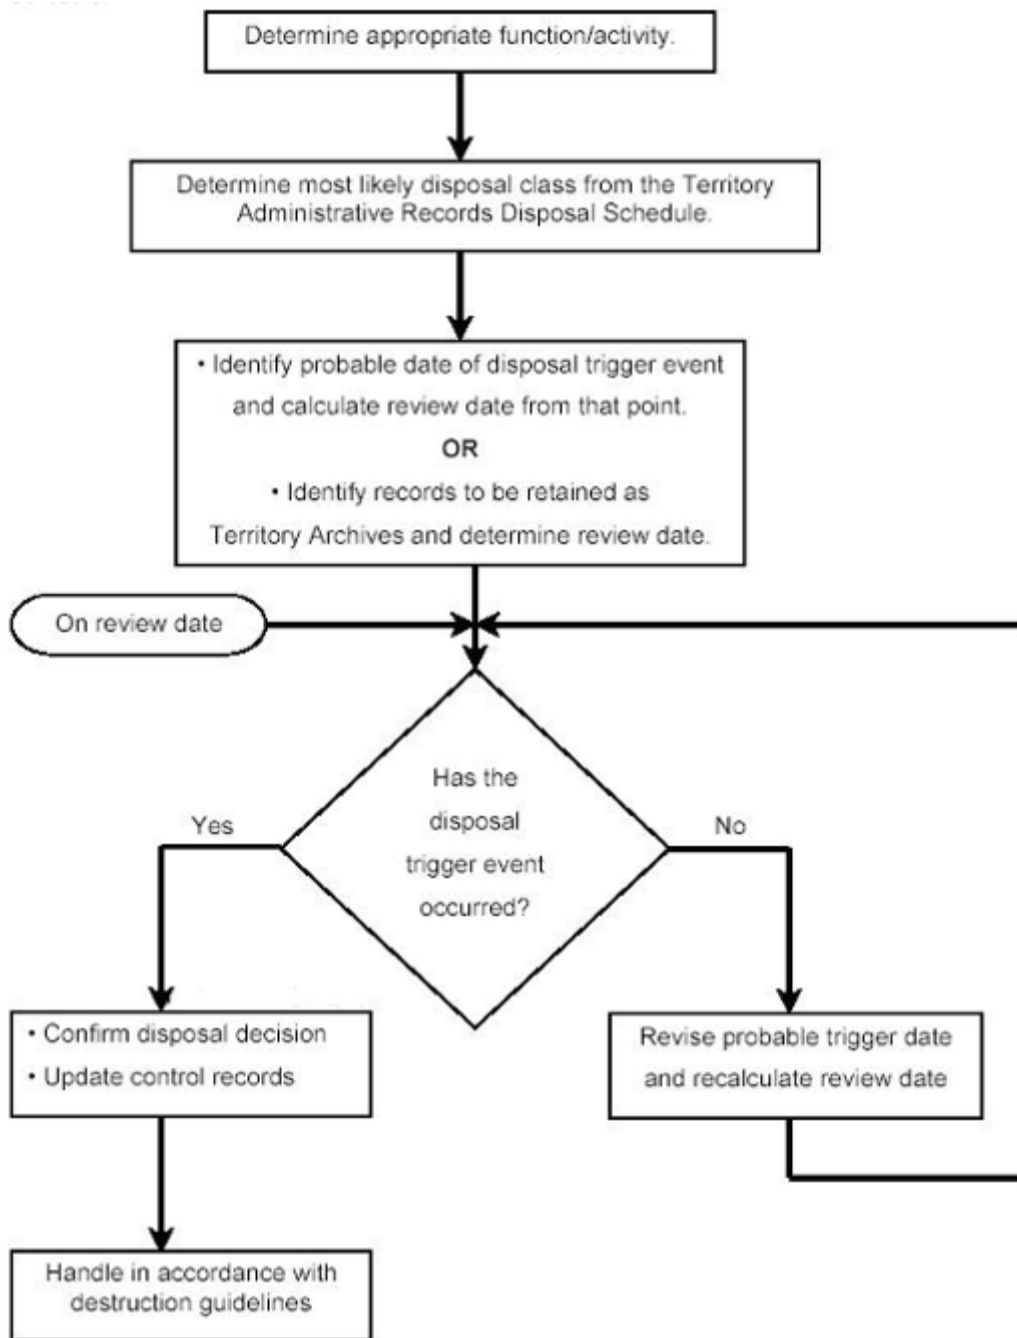 Determine appropriate function/activity.
Determine most likely disposal class from the Territory
Administrative Records Disposal Schedule.
• Identify probable date of disposal trigger event
and calculate review date from that point.
OR
• Identify records to be retained as
Territory Archives and determine review date.
On review date
Has the
disposal
trigger event
occurred?
Yes
No
• Confirm disposal decision
• Update control records
Revise probable trigger date
and recalculate review date
Handle in accordance with
destruction guidelines